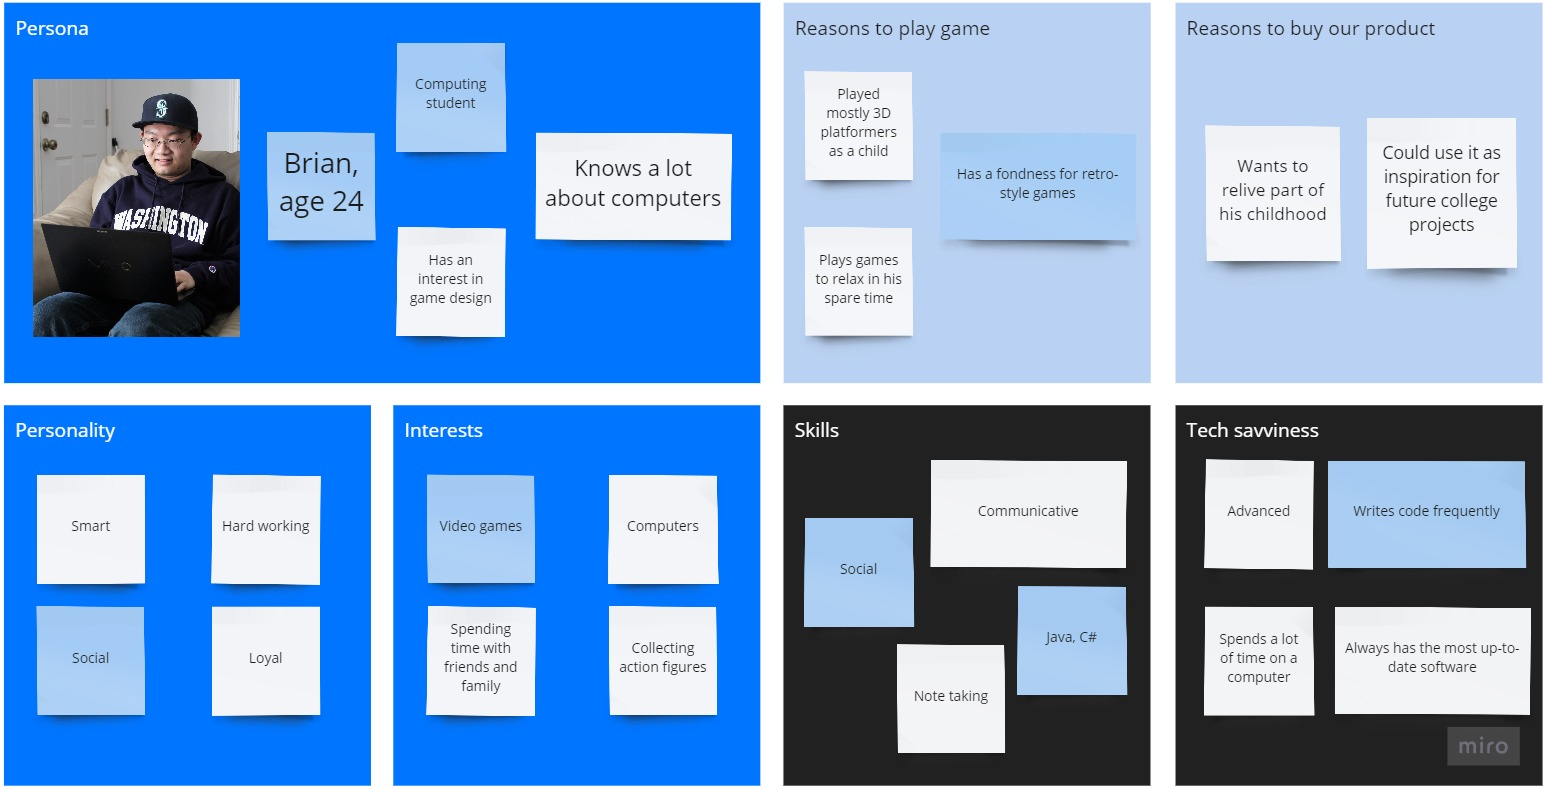 Persona
S
WASHINGTON
VAIO
Brian,
age 24
Computing
student
Has an
interest in
game design
Knows a lot
about computers
Reasons to play game
Played
mostly 3D
platformers
as a child
Has a fondness for retro-
style games
Plays games
to relax in his
spare time
Reasons to buy our product
Wants to
relive part of
his childhood
Could use it as
inspiration for
future college
projects
Personality
Smart
Hard working
Social
Loyal
Interests
Video games
Computers
Spending
time with
friends and
family
Collecting
action figures
Skills
Communicative
Social
Java, C#
Note taking
Tech savviness
Advanced
Writes code frequently
Spends a lot
of time on a
computer
Always has the most up-to-
date software
miro